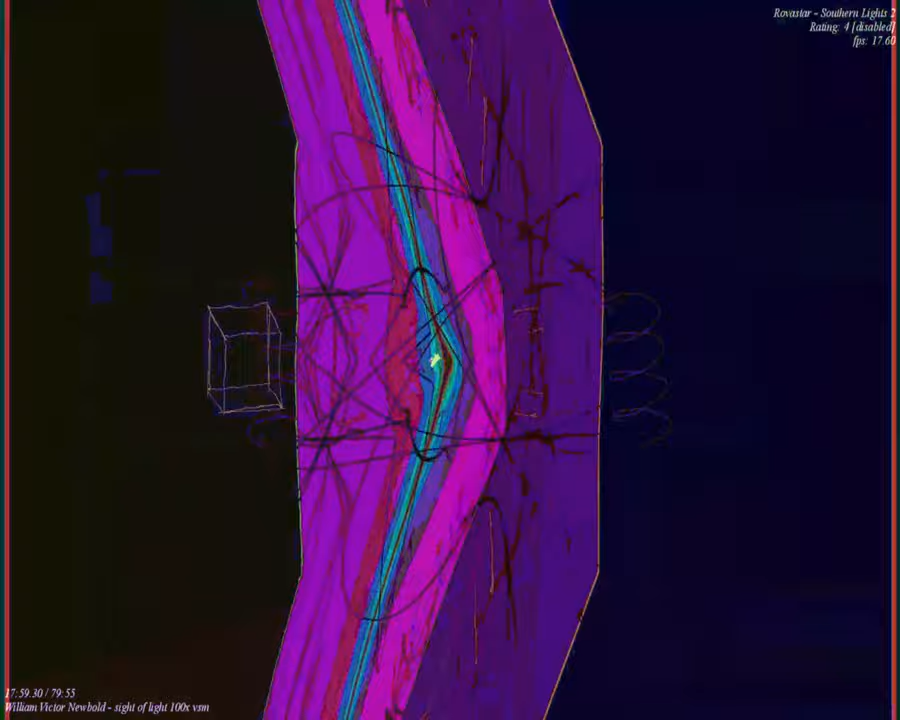 Rovastar - Southern Lights 2
Rating: 4 [disabled]
fps: 17.60
17:59.30 / 79:55
William Victor Newbold - sight of light 100x vsm